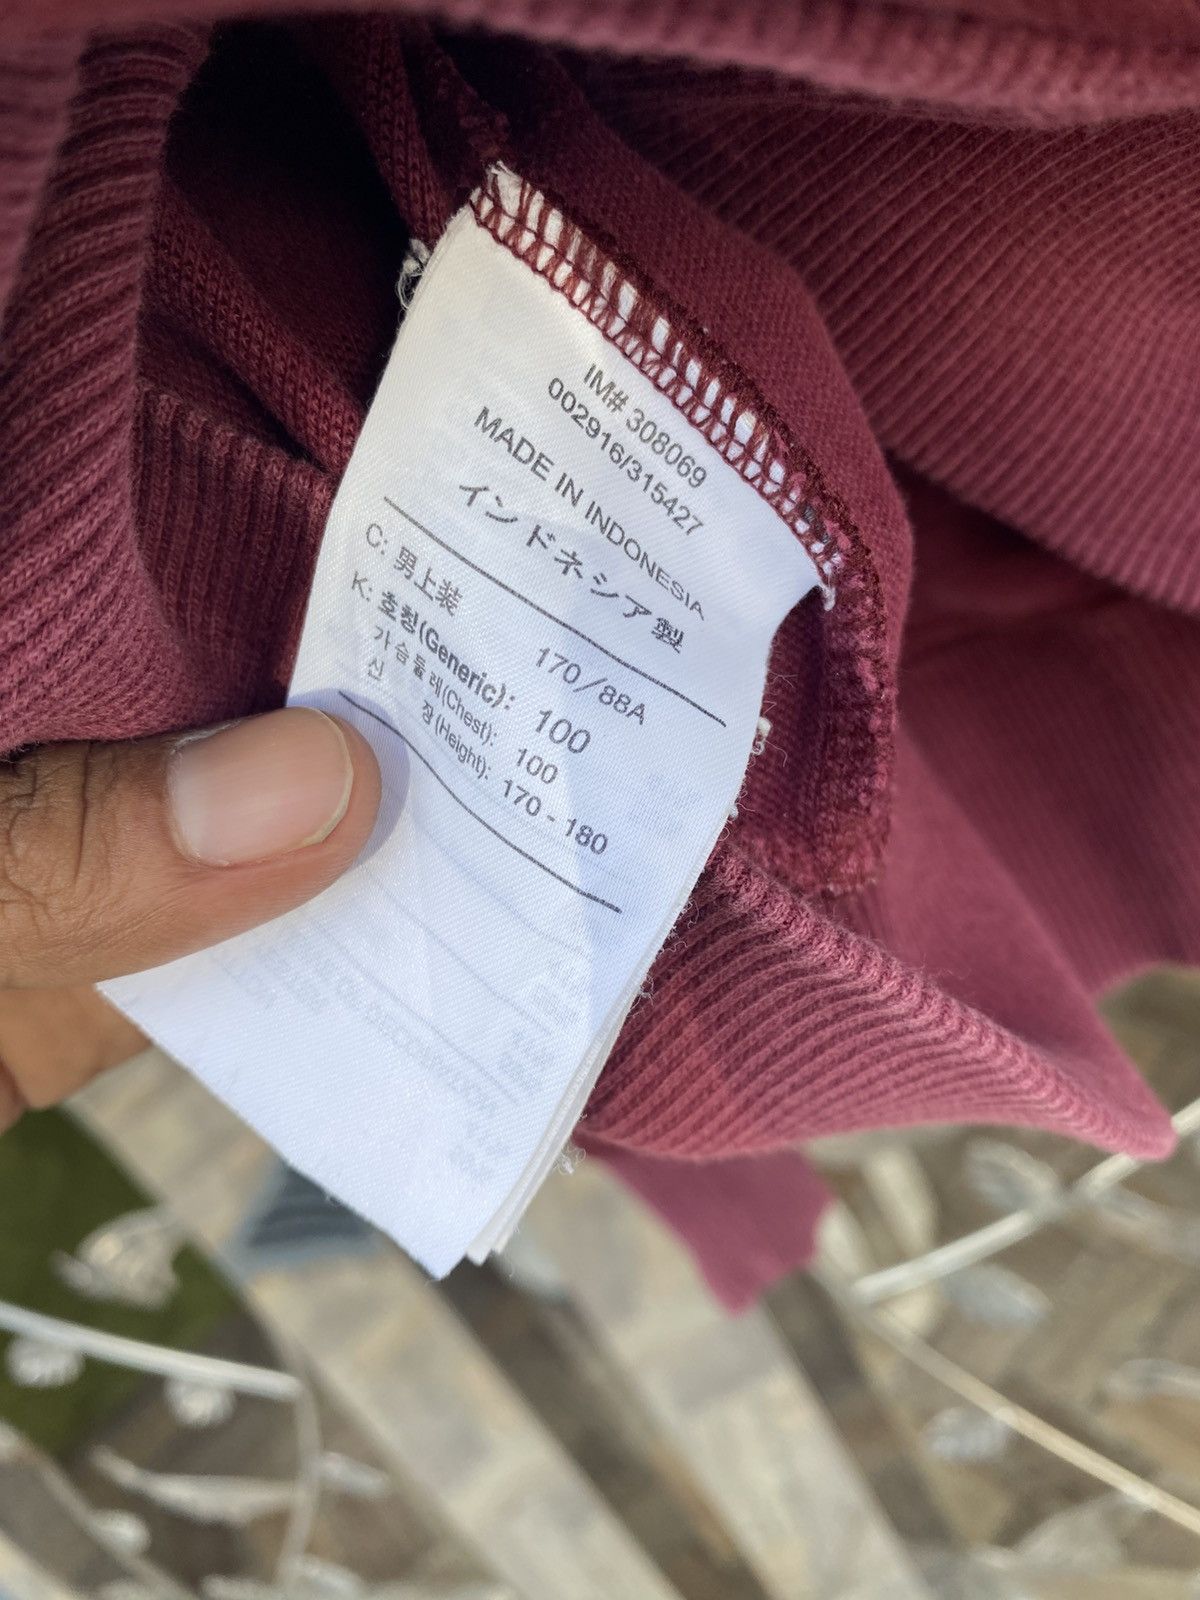 IM# 308069
002916/315427
MADE IN INDONESIA
インドネシア製
C: 男上装 170/88A
K: 호칭(Generic): 100
가슴둘레(Chest): 100
신 장(Height): 170 - 180